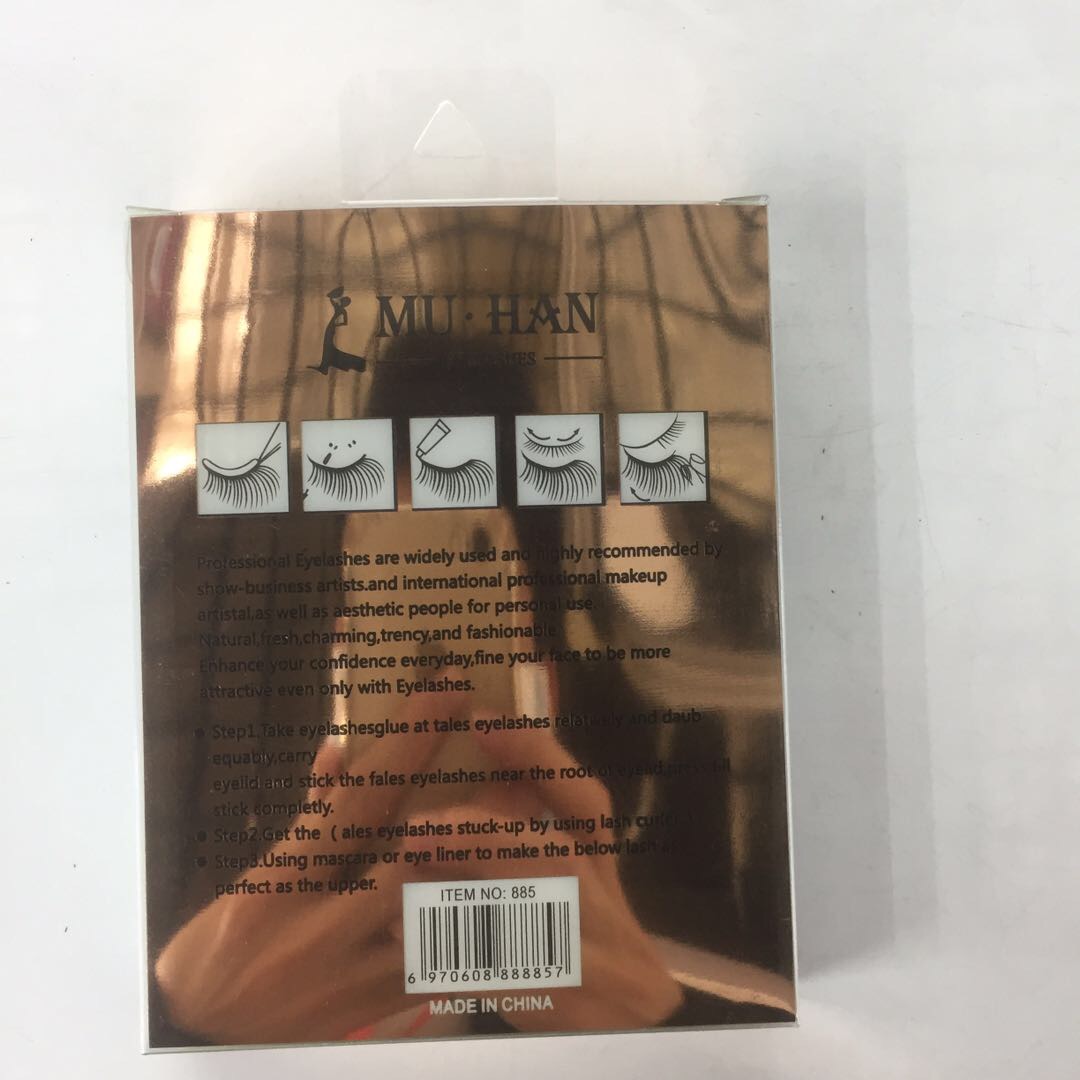 MU·HAN
Professional Eyelashes are widely used and highly recommended by
show-business artists.and international professional makeup
artistal,as well as aesthetic people for personal use.
Natural,fresh,charming,trency,and fashionable
Enhance your confidence everyday,fine your face to be more
attractive even only with Eyelashes.
● Step1.Take eyelashesglue at tales eyelashes relatively and daub
equably,carry
eyelid and stick the fales eyelashes near the root of eyelid,press till
stick completly.
● Step2.Get the ( ales eyelashes stuck-up by using lash curler )
● Step3.Using mascara or eye liner to make the below lash as
perfect as the upper.
ITEM NO: 885
6 970608 888857
MADE IN CHINA